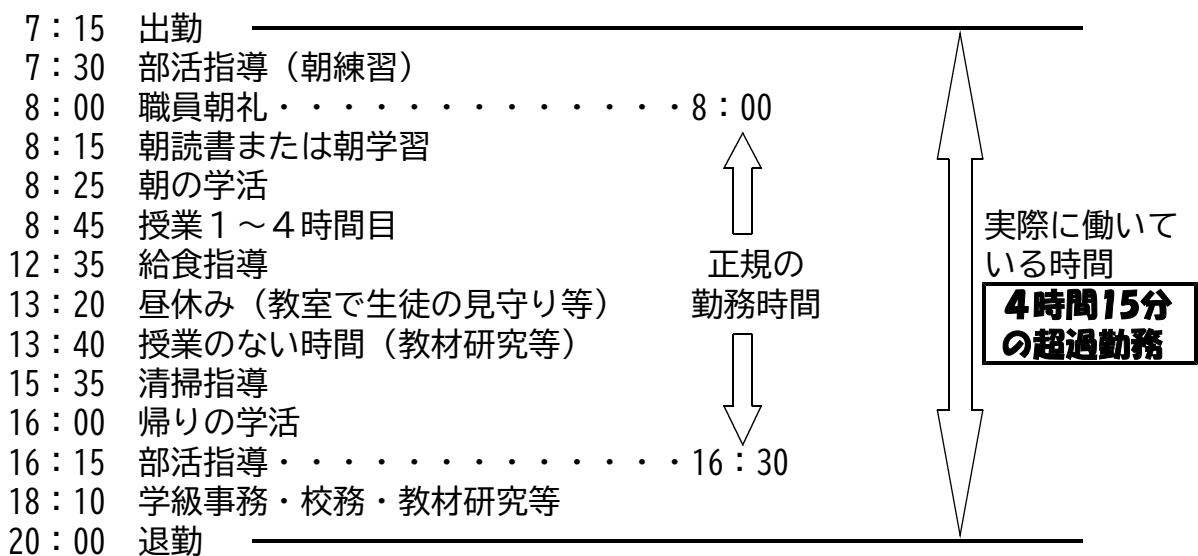 7：15　出勤
7：30　部活指導（朝練習）
8：00　職員朝礼・・・・・・・・・・・・・8：00
8：15　朝読書または朝学習
8：25　朝の学活
8：45　授業１～４時間目
12：35　給食指導
13：20　昼休み（教室で生徒の見守り等）
13：40　授業のない時間（教材研究等）
15：35　清掃指導
16：00　帰りの学活
16：15　部活指導・・・・・・・・・・・・・16：30
18：10　学級事務・校務・教材研究等
20：00　退勤
正規の
勤務時間
実際に働いて
いる時間
４時間15分
の超過勤務